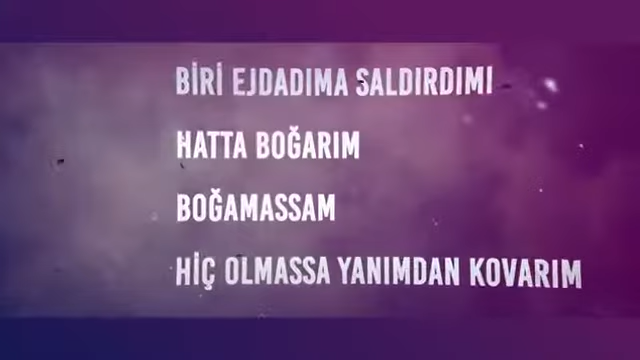 BİRİ EJDADIMA SALDIRDIMI
HATTA BOĞARIM
BOĞAMASSAM
HİÇ OLMASSA YANIMDAN KOVARIM